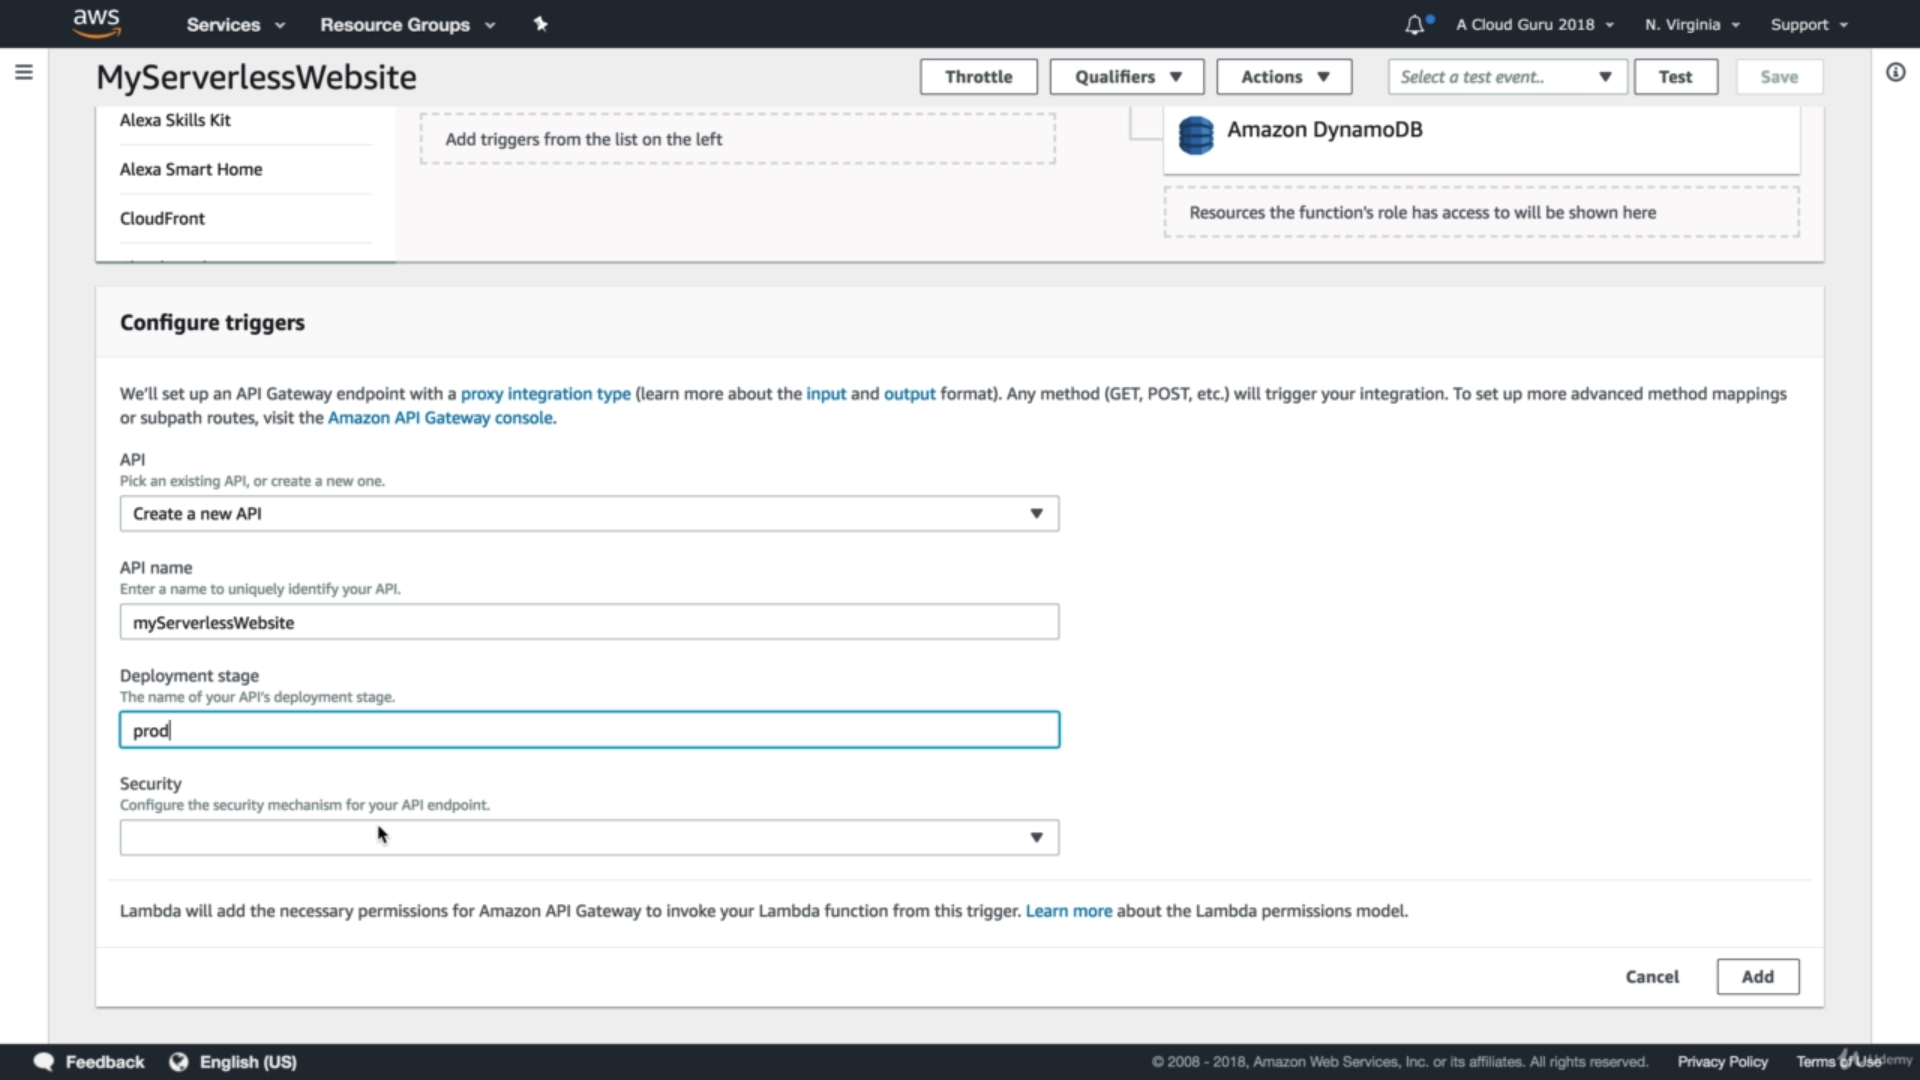 aws
Services
Resource Groups
A Cloud Guru 2018
N. Virginia
Support
MyServerlessWebsite
Throttle
Qualifiers
Actions
Select a test event..
Test
Save
Alexa Skills Kit
Alexa Smart Home
CloudFront
Add triggers from the list on the left
Amazon DynamoDB
Resources the function's role has access to will be shown here
Configure triggers
We'll set up an API Gateway endpoint with a proxy integration type (learn more about the input and output format). Any method (GET, POST, etc.) will trigger your integration. To set up more advanced method mappings
or subpath routes, visit the Amazon API Gateway console.
API
Pick an existing API, or create a new one.
Create a new API
API name
Enter a name to uniquely identify your API.
myServerlessWebsite
Deployment stage
The name of your API's deployment stage.
prod
Security
Configure the security mechanism for your API endpoint.
Lambda will add the necessary permissions for Amazon API Gateway to invoke your Lambda function from this trigger. Learn more about the Lambda permissions model.
Cancel
Add
Feedback
English (US)
© 2008 - 2018, Amazon Web Services, Inc. or its affiliates. All rights reserved.
Privacy Policy
Terms of Use